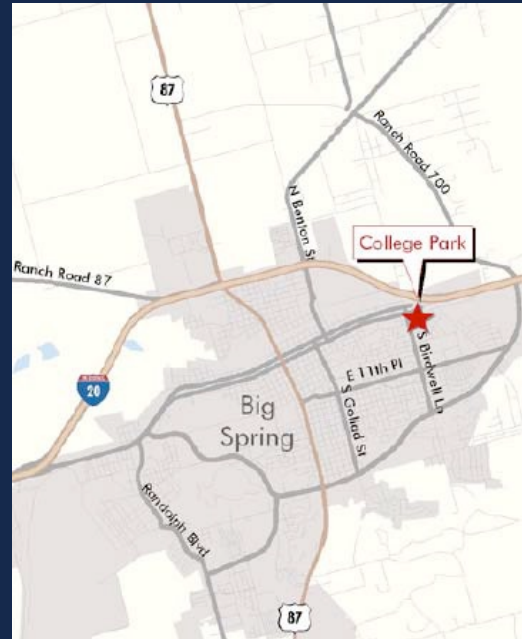 87
N Benton St
Ranch Road 700
College Park
Ranch Road 87
S Birdwell Ln
E 11th Pl
INTERSTATE
20
Big
Spring
S Goliad St
Randolph Blvd
87